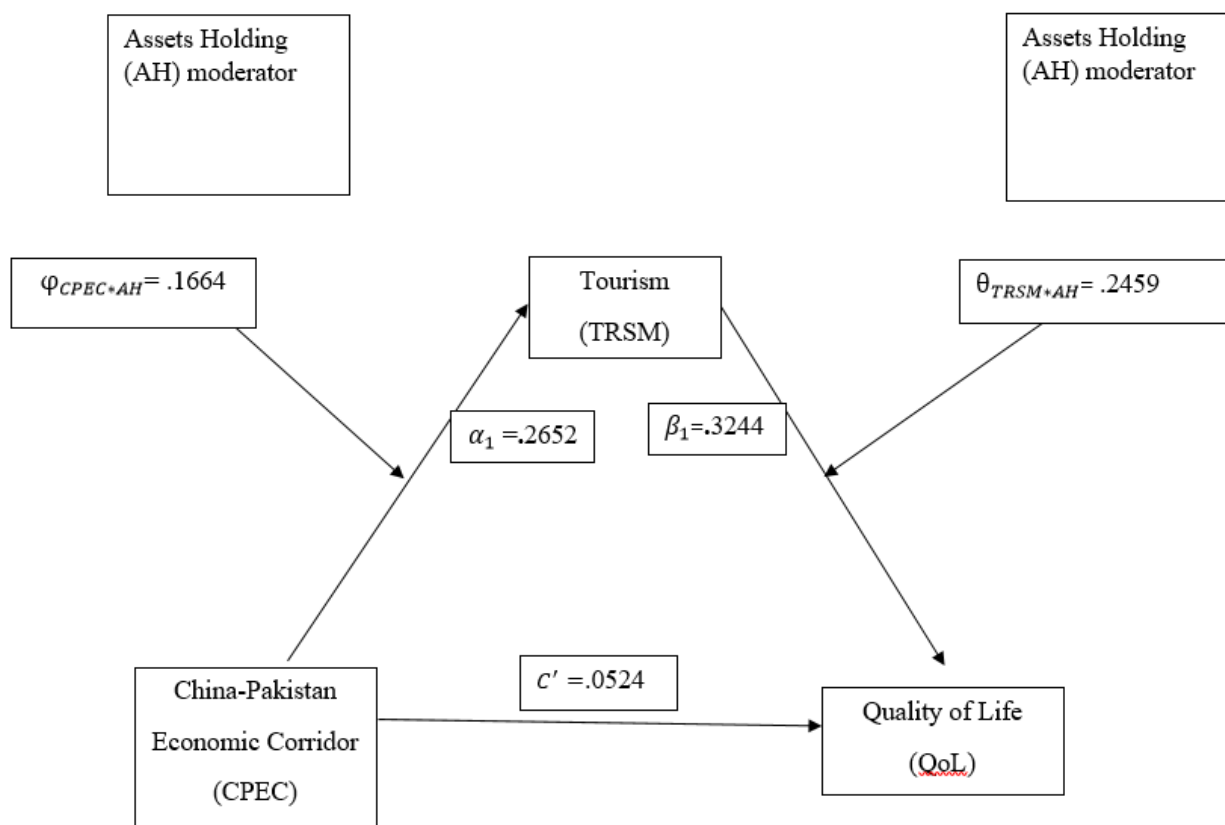 Assets Holding
(AH) moderator
Assets Holding
(AH) moderator
φCPEC∗AH= .1664
Tourism
(TRSM)
θTRSM∗AH= .2459
α1 =.2652
β1=.3244
C′ =.0524
China-Pakistan
Economic Corridor
(CPEC)
Quality of Life
(QoL)